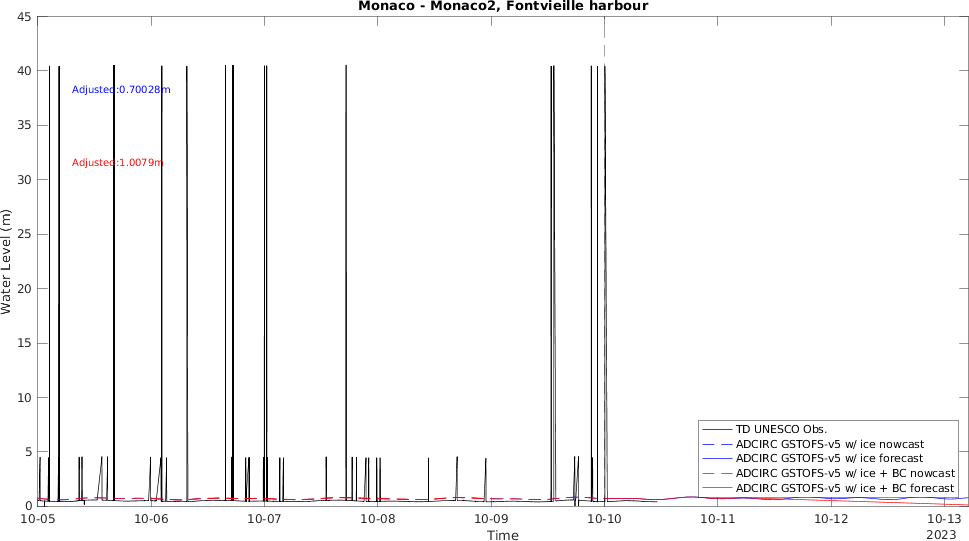 Monaco - Monaco2, Fontvieille harbour
45
40
35
30
25
20
15
10
5
0
Water Level (m)
Adjusted:0.70028m
Adjusted:1.0079m
TD UNESCO Obs.
ADCIRC GSTOFS-v5 w/ ice nowcast
ADCIRC GSTOFS-v5 w/ ice forecast
ADCIRC GSTOFS-v5 w/ ice + BC nowcast
ADCIRC GSTOFS-v5 w/ ice + BC forecast
10-05 10-06 10-07 10-08 10-09 10-10 10-11 10-12 10-13
2023
Time